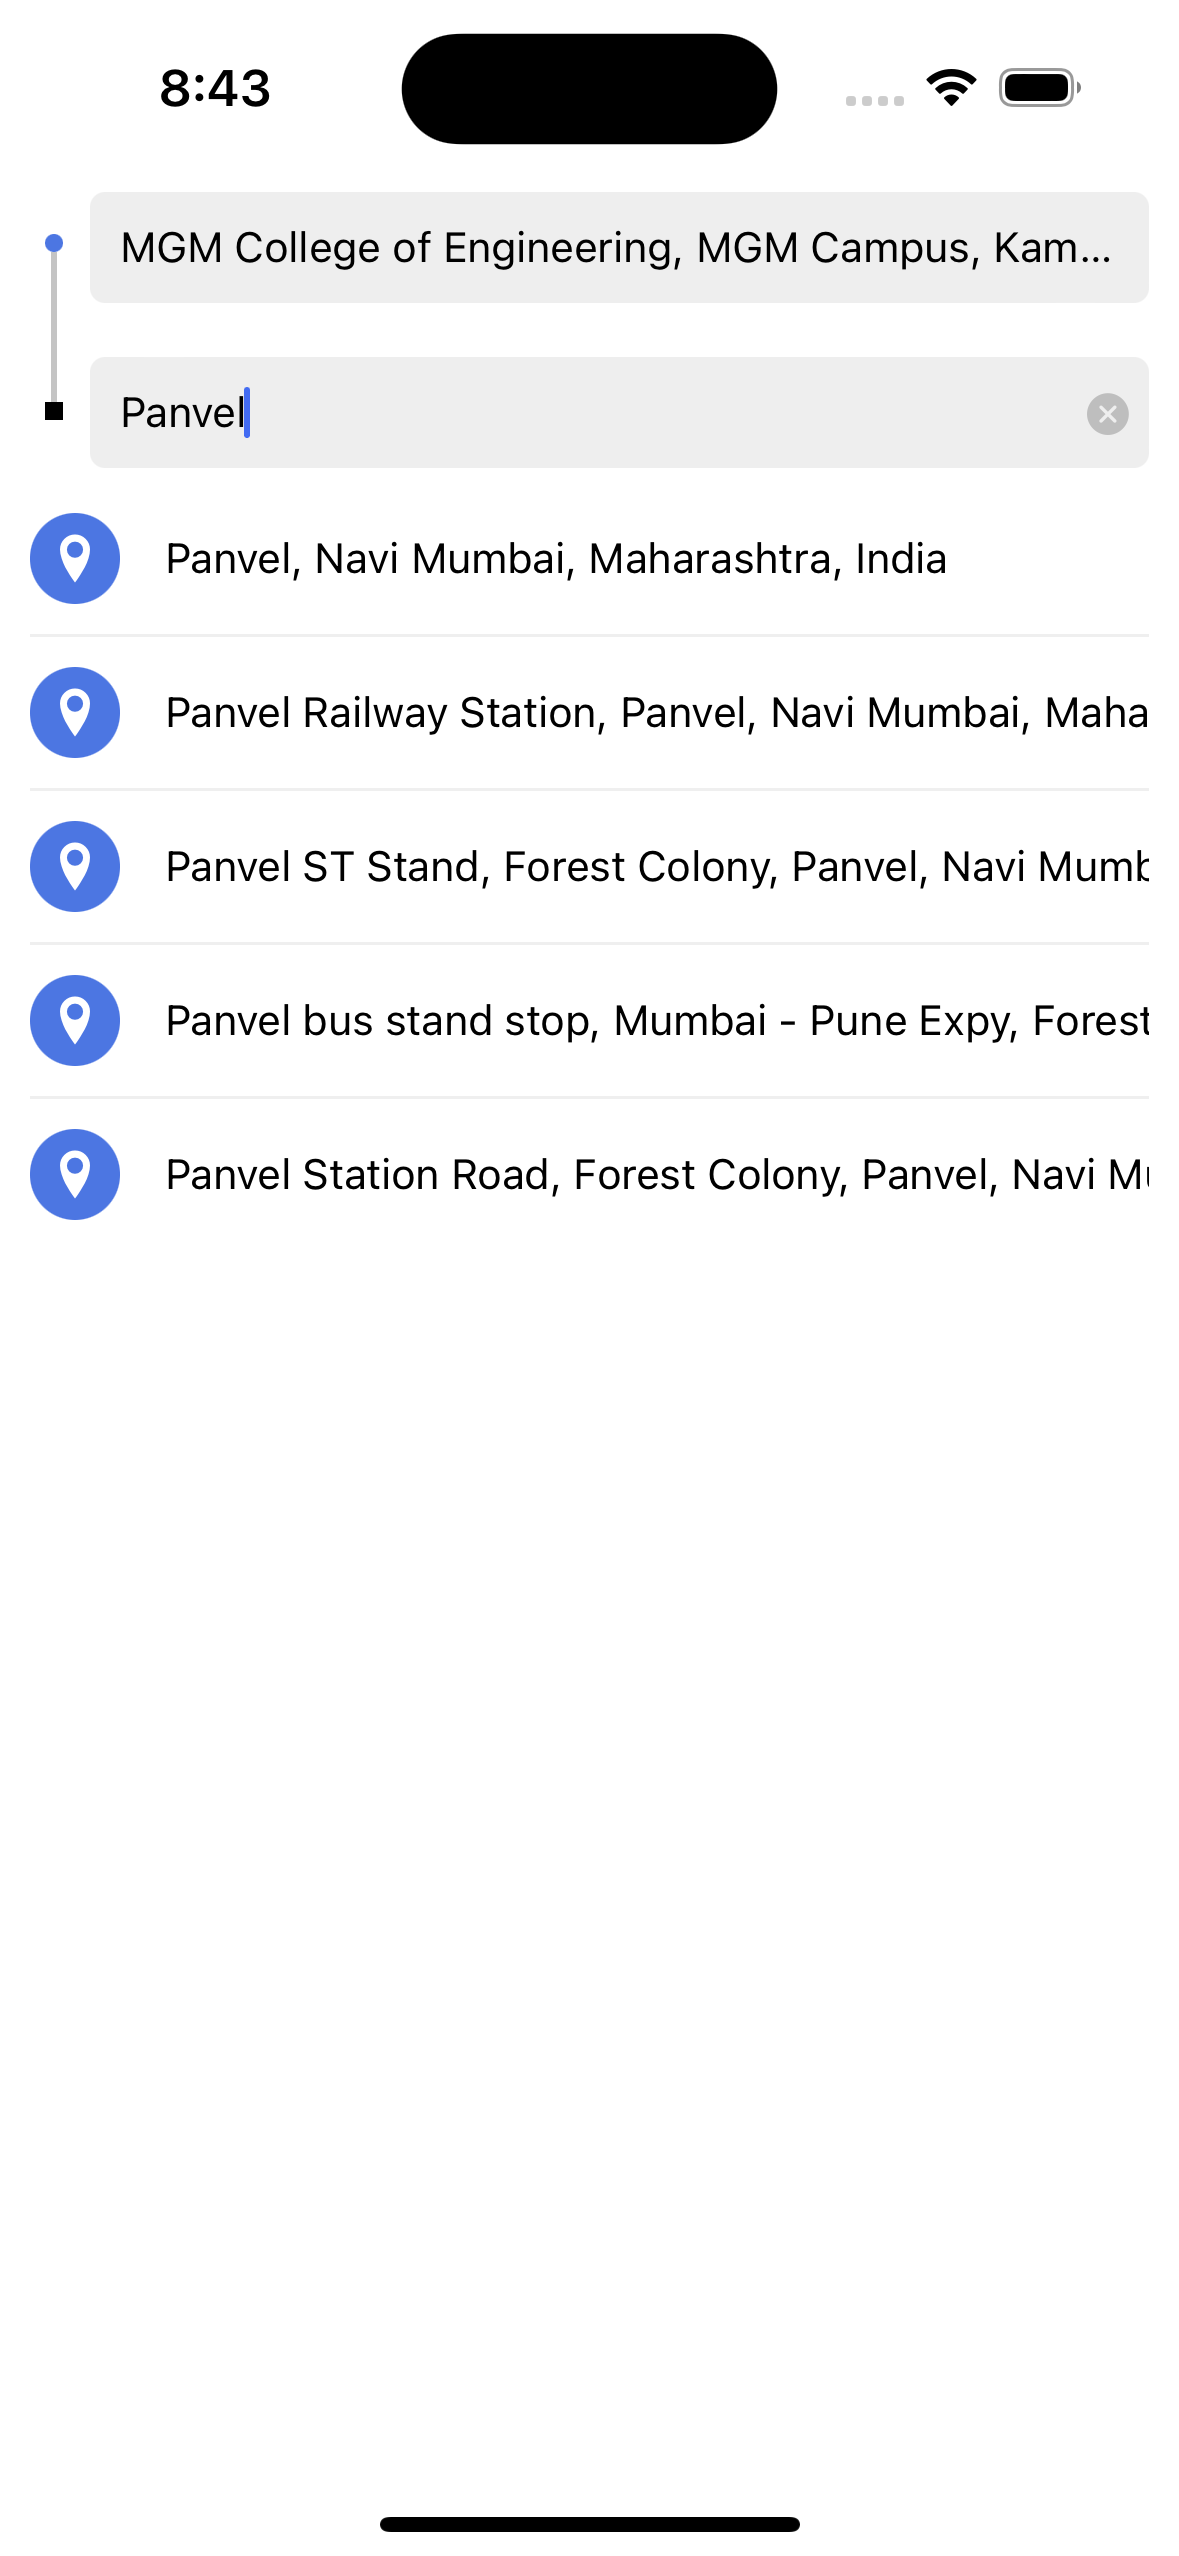 8:43
MGM College of Engineering, MGM Campus, Kam...
Panvel
Panvel, Navi Mumbai, Maharashtra, India
Panvel Railway Station, Panvel, Navi Mumbai, Maha
Panvel ST Stand, Forest Colony, Panvel, Navi Mumb
Panvel bus stand stop, Mumbai - Pune Expy, Forest
Panvel Station Road, Forest Colony, Panvel, Navi Mu